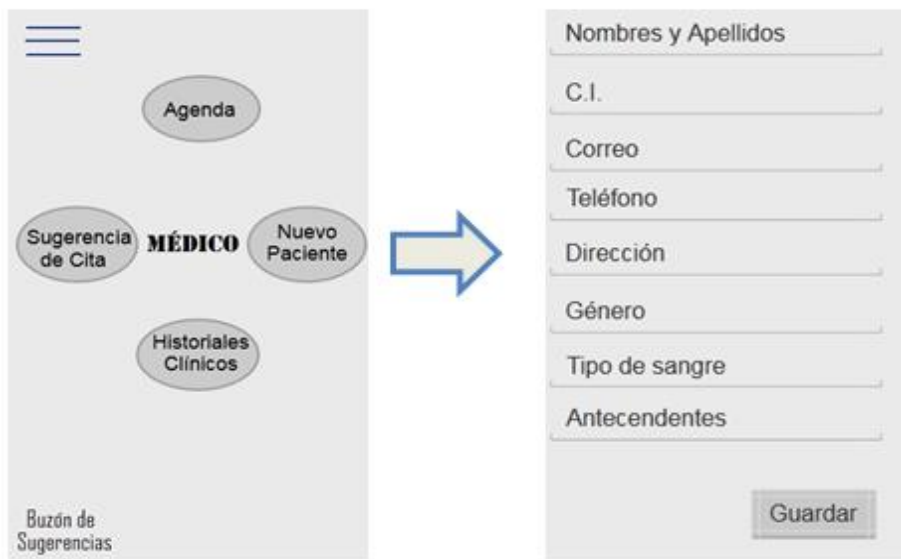 Agenda
Sugerencia
de Cita
MÉDICO
Nuevo
Paciente
Historiales
Clínicos
Buzón de
Sugerencias
Nombres y Apellidos
C.I.
Correo
Teléfono
Dirección
Género
Tipo de sangre
Antecendentes
Guardar